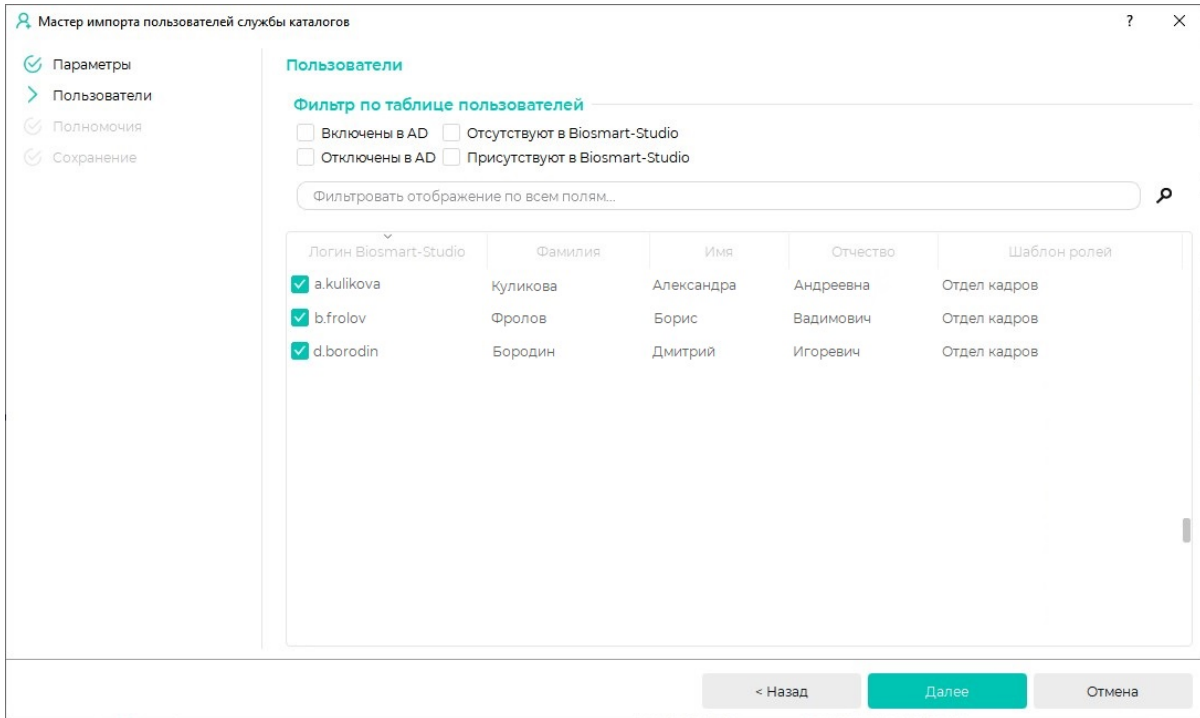 Мастер импорта пользователей службы каталогов ?
Параметры
Пользователи
Полномочия
Сохранение
Пользователи
Фильтр по таблице пользователей
Включены в AD Отсутствуют в Biosmart-Studio
Отключены в AD Присутствуют в Biosmart-Studio
Фильтровать отображение по всем полям...
Логин Biosmart-Studio Фамилия Имя Отчество Шаблон ролей
a.kulikova Куликова Александра Андреевна Отдел кадров
b.frolov Фролов Борис Вадимович Отдел кадров
d.borodin Бородин Дмитрий Игоревич Отдел кадров
< Назад Далее Отмена